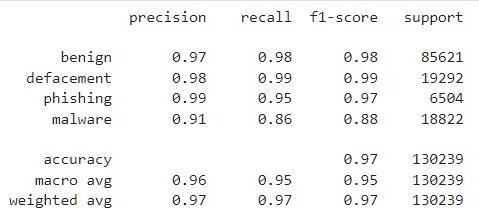 precision recall f1-score support
benign 0.97 0.98 0.98 85621
defacement 0.98 0.99 0.99 19292
phishing 0.99 0.95 0.97 6504
malware 0.91 0.86 0.88 18822
accuracy 0.97 130239
macro avg 0.96 0.95 0.95 130239
weighted avg 0.97 0.97 0.97 130239